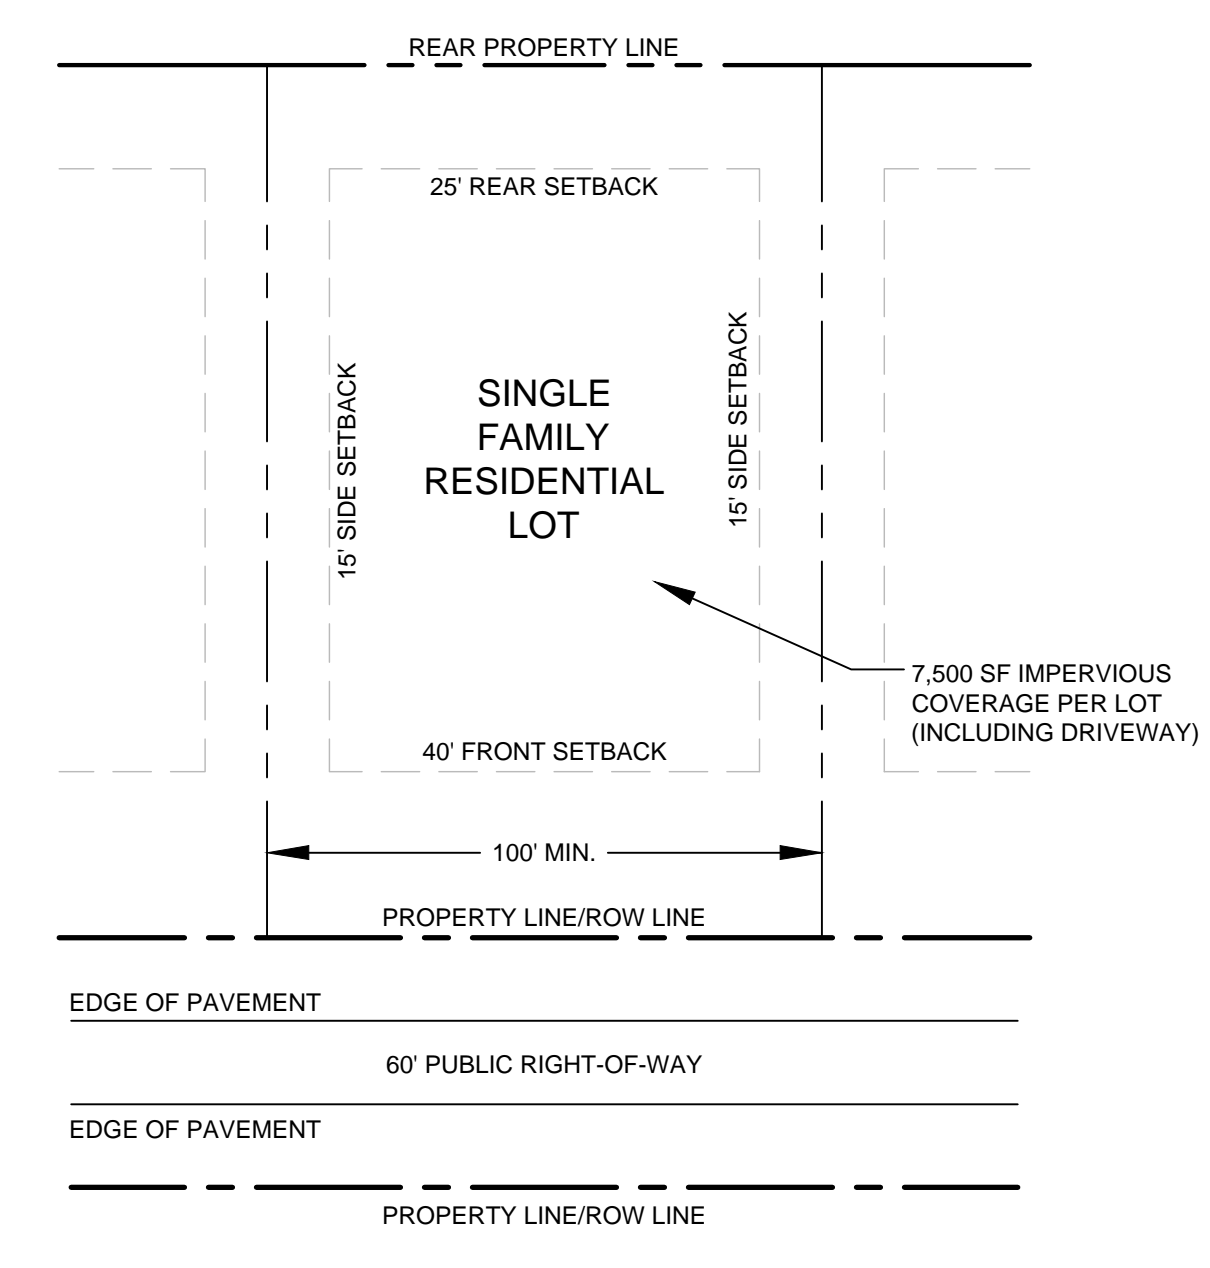 REAR PROPERTY LINE
25' REAR SETBACK
15' SIDE SETBACK
15' SIDE SETBACK
SINGLE
FAMILY
RESIDENTIAL
LOT
7,500 SF IMPERVIOUS
COVERAGE PER LOT
(INCLUDING DRIVEWAY)
40' FRONT SETBACK
100' MIN.
PROPERTY LINE/ROW LINE
EDGE OF PAVEMENT
60' PUBLIC RIGHT-OF-WAY
EDGE OF PAVEMENT
PROPERTY LINE/ROW LINE